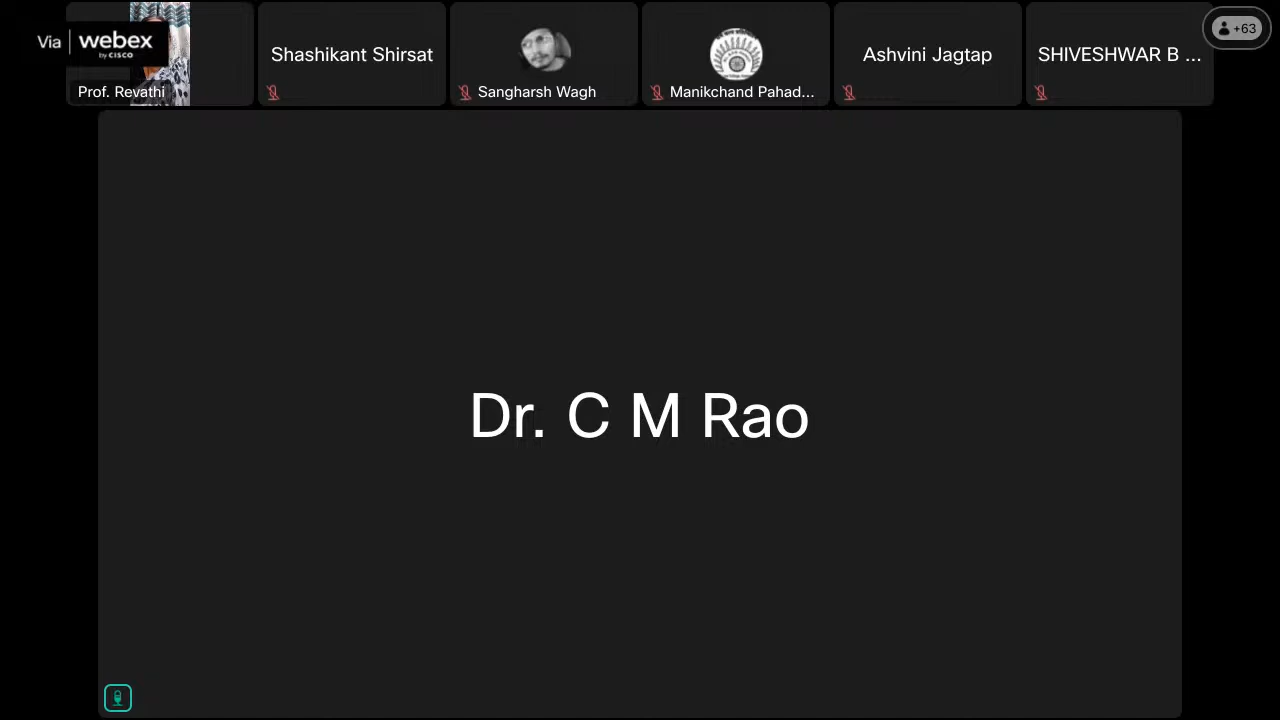 Via webex
by CISCO
Prof. Revathi
Shashikant Shirsat
Sangharsh Wagh
Manikchand Pahad...
Ashvini Jagtap
SHIVESHWAR B ...
+63
Dr. C M Rao